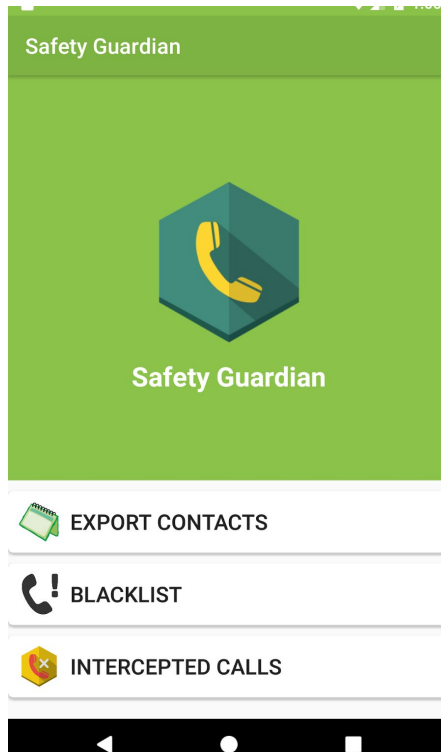 Safety Guardian
Safety Guardian
EXPORT CONTACTS
BLACKLIST
INTERCEPTED CALLS